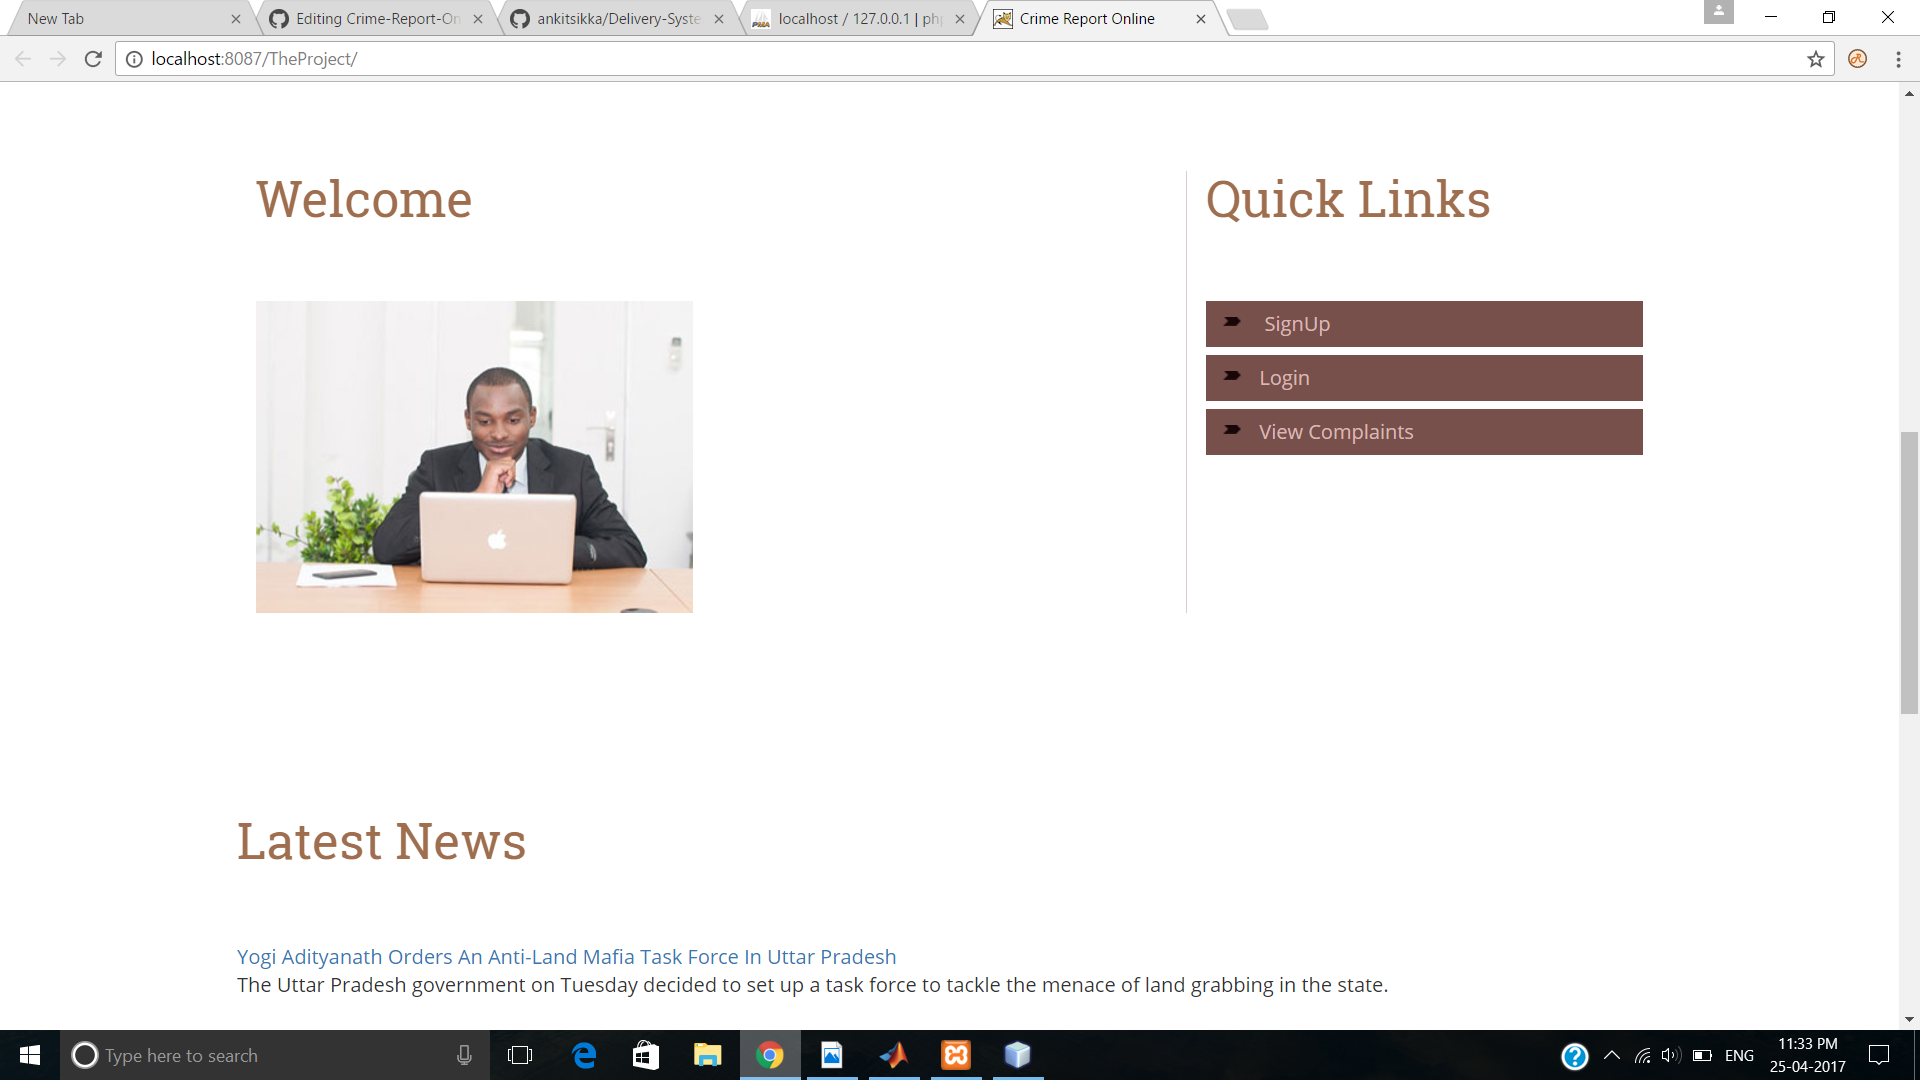 New Tab
Editing Crime-Report-On
ankitsikka/Delivery-Syste
localhost / 127.0.0.1 | ph
Crime Report Online
localhost:8087/TheProject/
Welcome
Quick Links
SignUp
Login
View Complaints
Latest News
Yogi Adityanath Orders An Anti-Land Mafia Task Force In Uttar Pradesh
The Uttar Pradesh government on Tuesday decided to set up a task force to tackle the menace of land grabbing in the state.
Type here to search
ENG
11:33 PM
25-04-2017